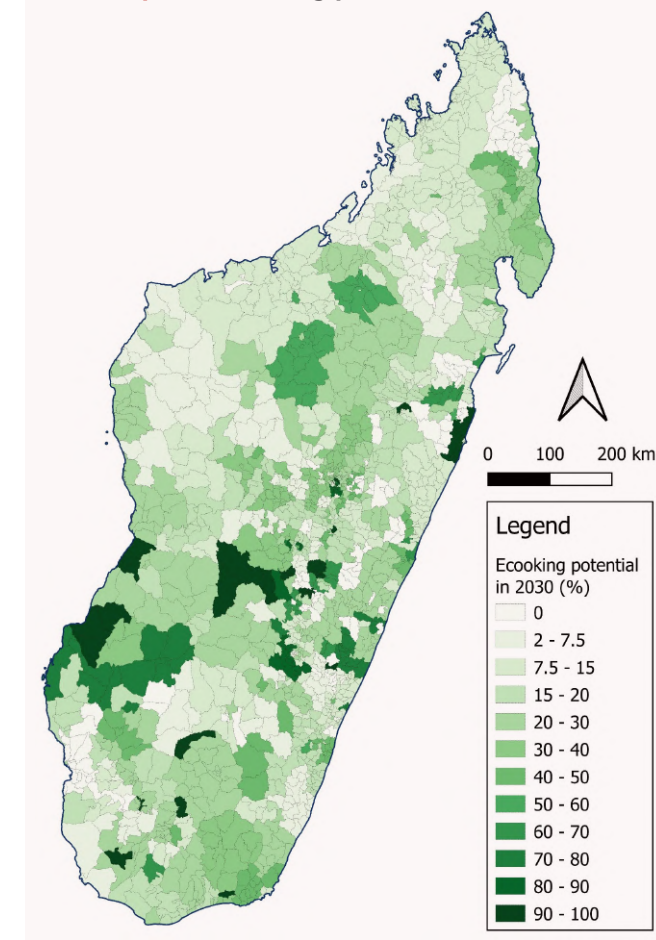 0 100 200 km
Legend
Ecooking potential
in 2030 (%)
0
2 - 7.5
7.5 - 15
15 - 20
20 - 30
30 - 40
40 - 50
50 - 60
60 - 70
70 - 80
80 - 90
90 - 100